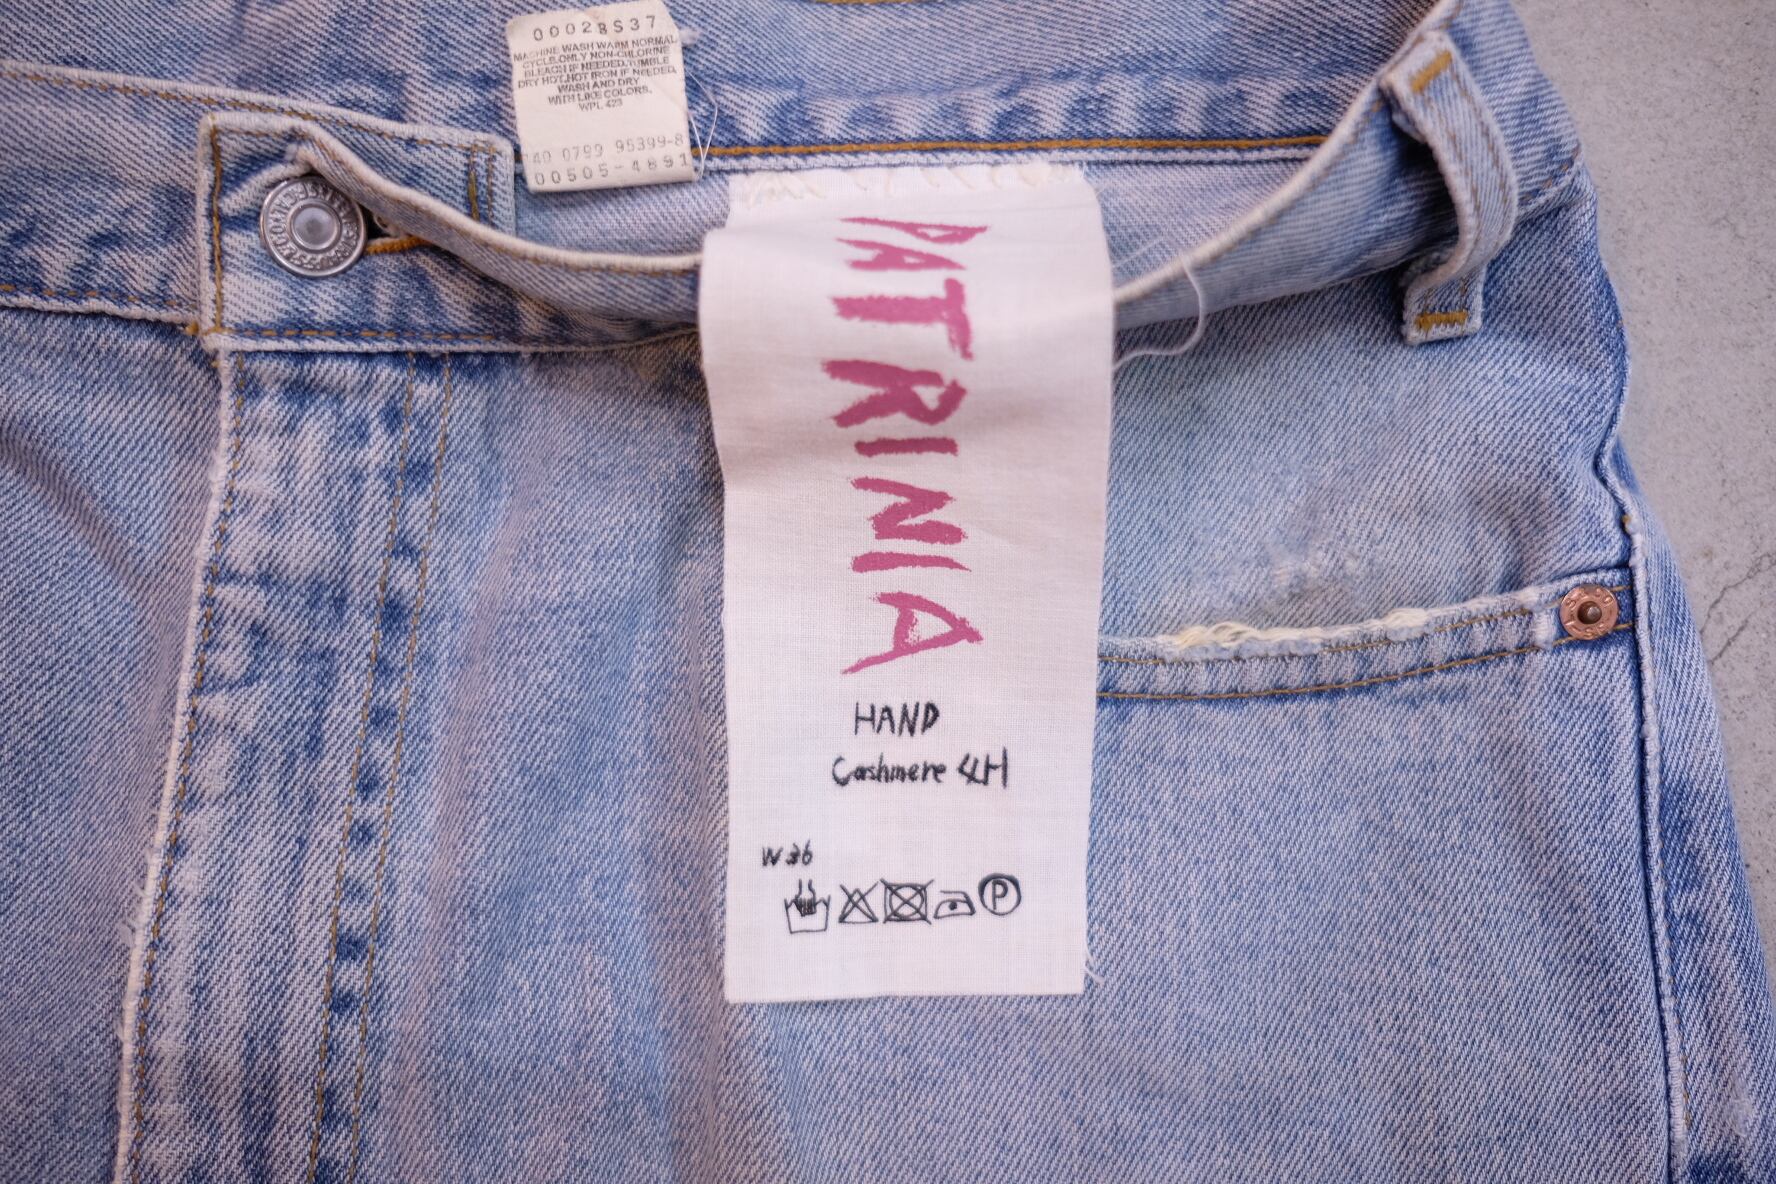 00028S37
MACHINE WASH WARM NORMAL
CYCLE.ONLY NON-CHLORINE
BLEACH IF NEEDED.TUMBLE
DRY HOT.HOT IRON IF NEEDED.
WASH AND DRY
WITH LIKE COLORS.
WPL 423
40 0799 95399-8
00505-4891
PATRINIA
HAND
Cashmere 4H
W36
P